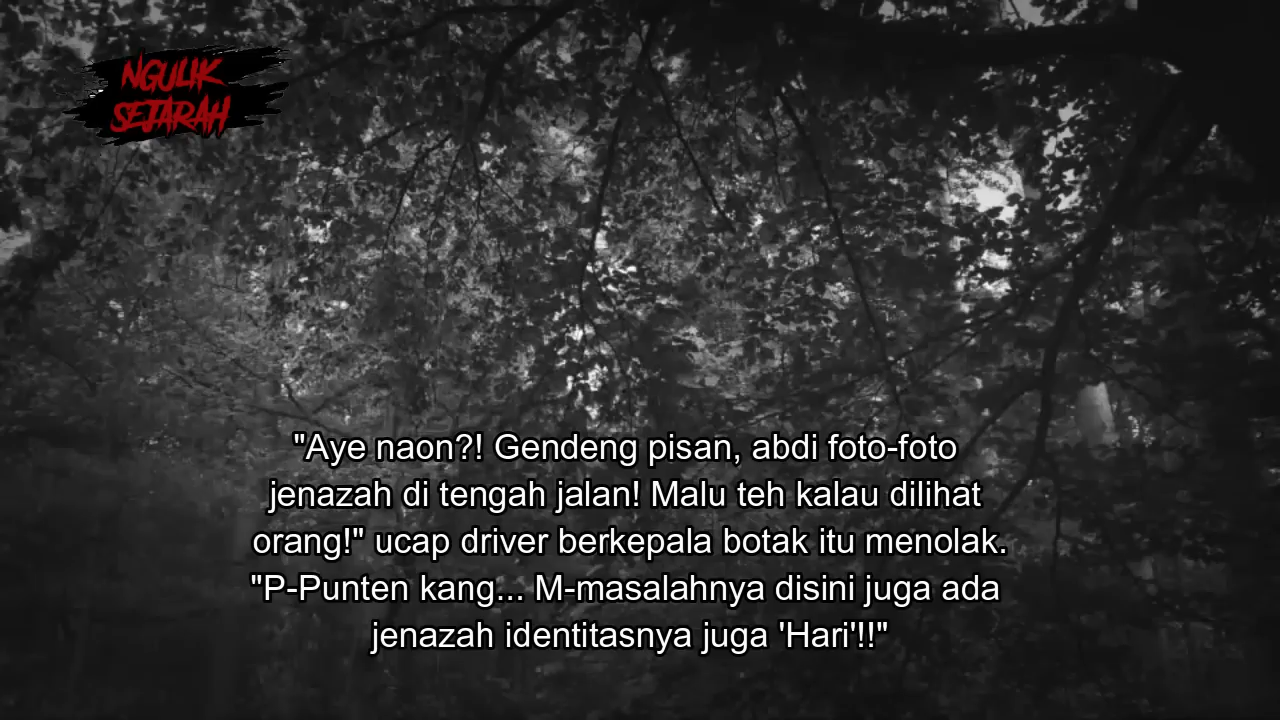 NGULIK
SEJARAH
"Aye naon?! Gendeng pisan, abdi foto-foto
jenazah di tengah jalan! Malu teh kalau dilihat
orang!" ucap driver berkepala botak itu menolak.
"P-Punten kang... M-masalahnya disini juga ada
jenazah identitasnya juga 'Hari'!!"